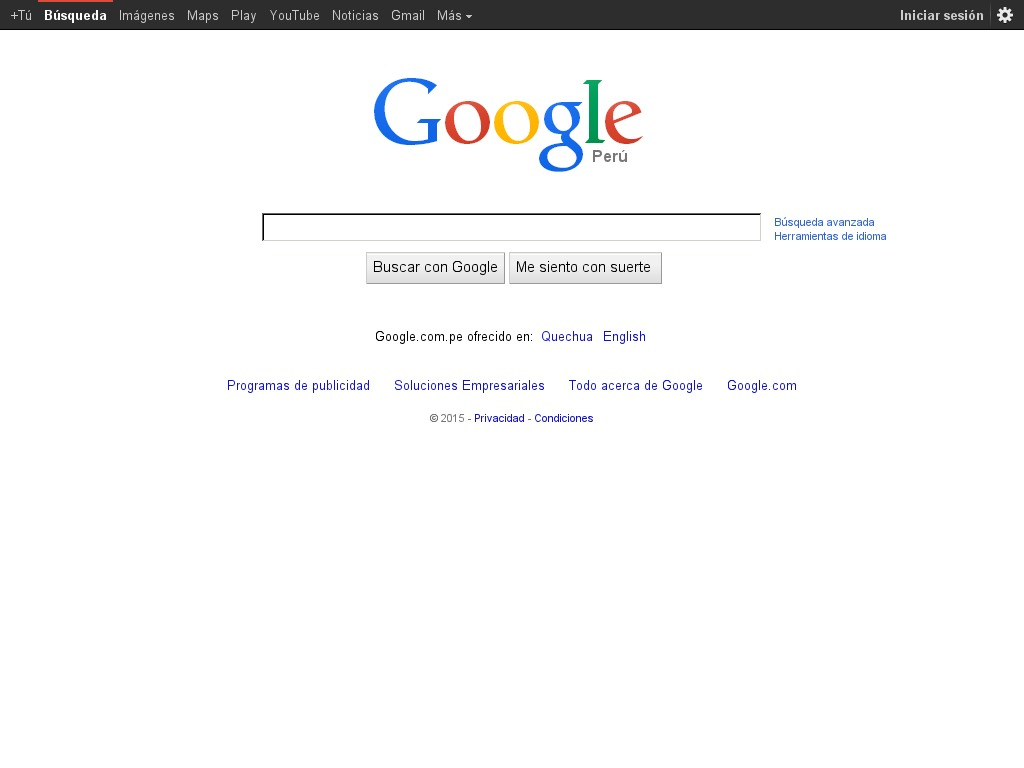 +Tú Búsqueda Imágenes Maps Play YouTube Noticias Gmail Más Iniciar sesión
Google
Perú
Búsqueda avanzada
Herramientas de idioma
Buscar con Google Me siento con suerte
Google.com.pe ofrecido en: Quechua English
Programas de publicidad Soluciones Empresariales Todo acerca de Google Google.com
© 2015 - Privacidad - Condiciones